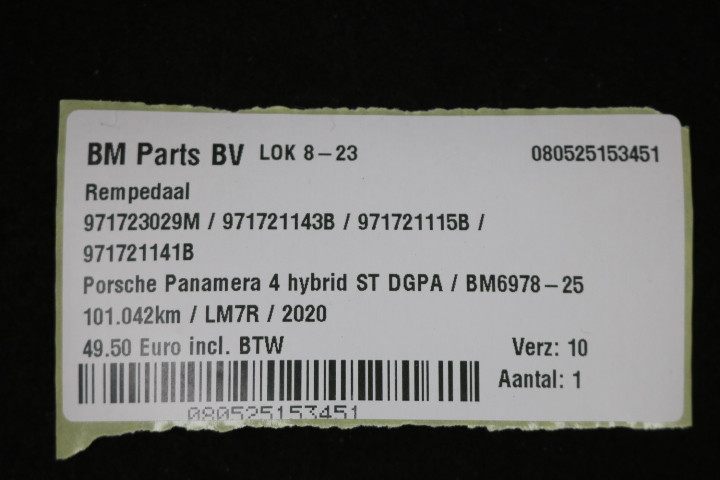 BM Parts BV LOK 8-23 080525153451
Rempedaal
971723029M / 971721143B / 971721115B /
971721141B
Porsche Panamera 4 hybrid ST DGPA / BM6978-25
101.042km / LM7R / 2020
49.50 Euro incl. BTW Verz: 10
Aantal: 1
080525153451